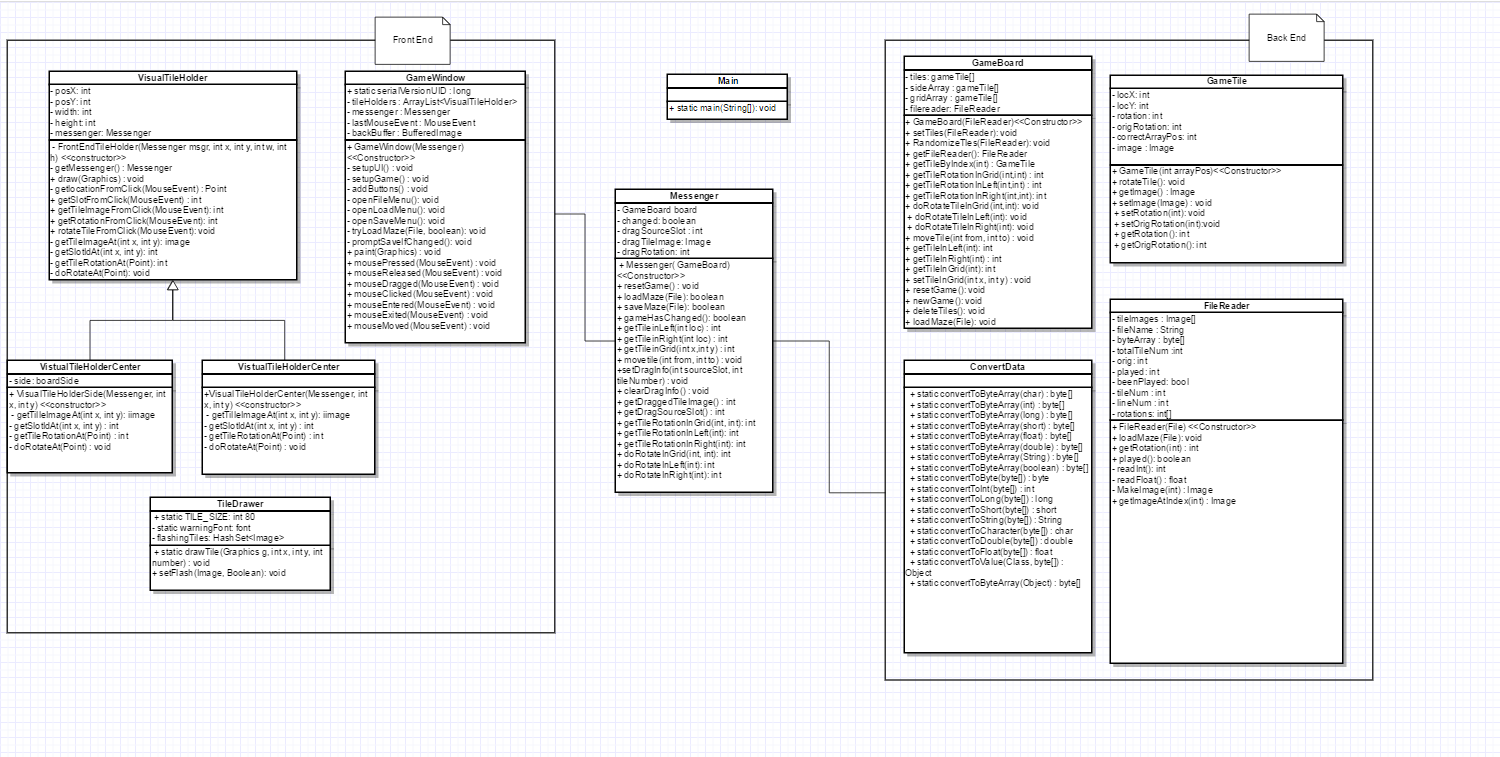 Front End
VisualTileHolder
- posX: int
- posY: int
- width: int
- height: int
- messenger: Messenger
- FrontEndTileHolder(Messenger msgr, int x, int y, int w, int
h) <<constructor>>
- getMessenger() : Messenger
+ draw(Graphics) : void
- getlocationFromClick(MouseEvent) : Point
+ getSlotFromClick(MouseEvent) : int
+ getTileImageFromClick(MouseEvent): int
+ getRotationFromClick(MouseEvent): int
+ rotateTileFromClick(MouseEvent): void
- getTileImageAt(int x, int y): image
- getSlotIdAt(int x, int y): int
- getTileRotationAt(Point): int
- doRotateAt(Point): void
GameWindow
+ static serialVersionUID : long
- tileHolders : ArrayList<VisualTileHolder>
- messenger : Messenger
- lastMouseEvent : MouseEvent
- backBuffer : BufferedImage
+ GameWindow(Messenger)
<<Constructor>>
- setupUI() : void
- setupGame() : void
- addButtons() : void
- openFileMenu() : void
- openLoadMenu(): void
- openSaveMenu(): void
- tryLoadMaze(File, boolean): void
- promptSaveIfChanged() : void
+ paint(Graphics) : void
+ mousePressed(MouseEvent) : void
+ mouseReleased(MouseEvent) : void
+ mouseDragged(MouseEvent) : void
+ mouseClicked(MouseEvent) : void
+ mouseEntered(MouseEvent) : void
+ mouseExited(MouseEvent) : void
+ mouseMoved(MouseEvent) : void
VistualTileHolderCenter
- side: boardSide
+ VisualTileHolderSide(Messenger, int
x, int y) <<constructor>>
- getTilleImageAt(int x, int y): iimage
- getSlotIdAt(int x, int y) : int
- getTileRotationAt(Point) : int
- doRotateAt(Point) : void
VistualTileHolderCenter
+VisualTileHolderCenter(Messenger, int
x, int y) <<constructor>>
- getTilleImageAt(int x, int y): iimage
- getSlotIdAt(int x, int y) : int
- getTileRotationAt(Point) : int
- doRotateAt(Point) : void
TileDrawer
+ static TILE_SIZE: int 80
- static warningFont: font
- flashingTiles: HashSet<Image>
+ static drawTile(Graphics g, int x, int y, int
number) : void
+ setFlash(Image, Boolean): void
Main
+ static main(String[]): void
Messenger
- GameBoard board
- changed: boolean
- dragSourceSlot : int
- dragTileImage: Image
- dragRotation: int
+ Messenger( GameBoard)
<<Constructor>>
+ resetGame() : void
+ loadMaze(File): boolean
+ saveMaze(File): boolean
+ gameHasChanged(): boolean
+ getTileinLeft(int loc) : int
+ getTileinRight(int loc) : int
+ getTileinGrid(int x,int y) : int
+ movetile(int from, int to) : void
+setDragInfo(int sourceSlot, int
tileNumber) : void
+ clearDragInfo() : void
+ getDraggedTileImage() : int
+ getDragSourceSlot() : int
+ getTileRotationInGrid(int, int): int
+ getTileRotationInLeft(int): int
+ getTileRotationInRight(int): int
+ doRotateInGrid(int, int): int
+ doRotateInLeft(int): int
+ doRotateInRight(int): int
Back End
GameBoard
- tiles: gameTile[]
- sideArray : gameTile[]
- gridArray : gameTile[]
- filereader: FileReader
+ GameBoard(FileReader)<<Constructor>>
+ setTiles(FileReader): void
+ RandomizeTles(FileReader): void
+ getFileReader(): FileReader
+ getTileByIndex(int) : GameTile
+ getTileRotationInGrid(int,int) : int
+ getTileRotationInLeft(int,int) : int
+ getTileRotationInRight(int,int): int
+ doRotateTileInGrid(int,int): void
+ doRotateTileInLeft(int): void
+ doRotateTileInRight(int): void
+ moveTile(int from, int to) : void
+ getTileInLeft(int): int
+ getTileInRight(int) : int
+ getTileInGrid(int): int
+ setTileInGrid(int x, int y) : void
+ resetGame(): void
+ newGame(): void
+ deleteTiles(): void
+ loadMaze(File): void
GameTile
- locX: int
- locY: int
- rotation: int
- origRotation: int
- correctArrayPos: int
- image : Image
+ GameTile(int arrayPos)<<Constructor>>
+ rotateTile(): void
+ getImage() : Image
+ setImage(Image) : void
+ setRotation(int): void
+ setOrigRotation(int):void
+ getRotation(): int
+ getOrigRotation(): int
ConvertData
+ static convertToByteArray(char) : byte[]
+ static convertToByteArray(int) : byte[]
+ static convertToByteArray(long) : byte[]
+ static convertToByteArray(short) : byte[]
+ static convertToByteArray(float) : byte[]
+ static convertToByteArray(double) : byte[]
+ static convertToByteArray(String) : byte[]
+ static convertToByteArray(boolean) : byte[]
+ static convertToByte(byte[]) : byte
+ static convertToInt(byte[]) : int
+ static convertToLong(byte[]) : long
+ static convertToShort(byte[]) : short
+ static convertToString(byte[]) : String
+ static convertToCharacter(byte[]) : char
+ static convertToDouble(byte[]) : double
+ static convertToFloat(byte[]) : float
+ static convertToValue(Class, byte[]) :
Object
+ static convertToByteArray(Object) : byte[]
FileReader
- tileImages : Image[]
- fileName : String
- byteArray : byte[]
- totalTileNum :int
- orig: int
- played: int
- beenPlayed: bool
- tileNum : int
- lineNum : int
- rotations: int[]
+ FileReader(File) <<Constructor>>
+ loadMaze(File): void
+ getRotation(int) : int
+ played(): boolean
- readInt(): int
- readFloat() : float
- MakeImage(int) : Image
+ getImageAtIndex(int) : Image